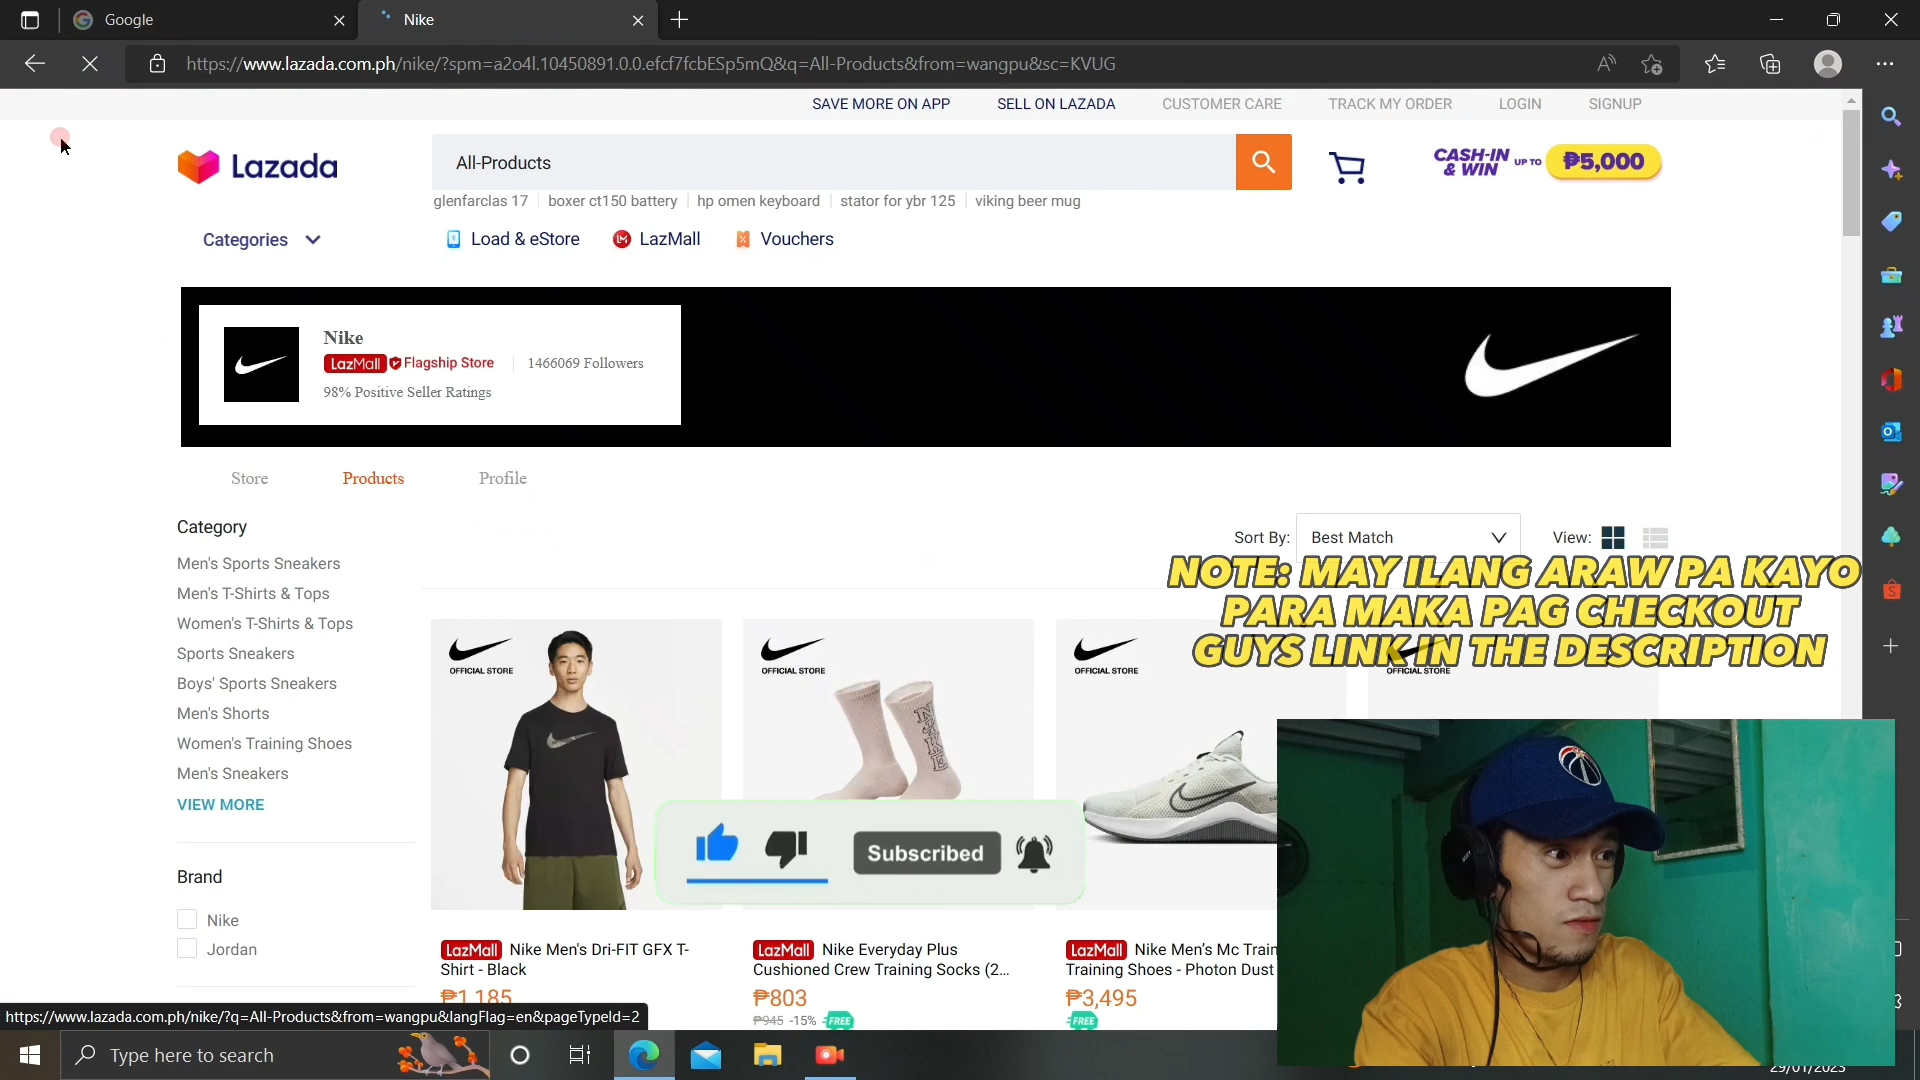 Google
Nike
https://www.lazada.com.ph/nike/?spm=a2o4l.10450891.0.0.efcf7fcbESp5mQ&q=All-Products&from=wangpu&sc=KVUG
SAVE MORE ON APP
SELL ON LAZADA
CUSTOMER CARE
TRACK MY ORDER
LOGIN
SIGNUP
Lazada
All-Products
CASH-IN & WIN UP TO ₱5,000
glenfarclas 17
boxer ct150 battery
hp omen keyboard
stator for ybr 125
viking beer mug
Categories
Load & eStore
LazMall
Vouchers
Nike
LazMall Flagship Store
1466069 Followers
98% Positive Seller Ratings
Store
Products
Profile
Category
Men's Sports Sneakers
Men's T-Shirts & Tops
Women's T-Shirts & Tops
Sports Sneakers
Boys' Sports Sneakers
Men's Shorts
Women's Training Shoes
Men's Sneakers
VIEW MORE
Brand
Nike
Jordan
Sort By:
Best Match
View:
NOTE: MAY ILANG ARAW PA KAYO
PARA MAKA PAG CHECKOUT
GUYS LINK IN THE DESCRIPTION
OFFICIAL STORE
OFFICIAL STORE
OFFICIAL STORE
OFFICIAL STORE
NIKE
Subscribed
LazMall Nike Men's Dri-FIT GFX T-
Shirt - Black
₱1,185
LazMall Nike Everyday Plus
Cushioned Crew Training Socks (2...
₱803
₱945 -15% FREE
LazMall Nike Men's Mc Train
Training Shoes - Photon Dust
₱3,495
FREE
https://www.lazada.com.ph/nike/?q=All-Products&from=wangpu&langFlag=en&pageTypeId=2
Type here to search
29/01/2023